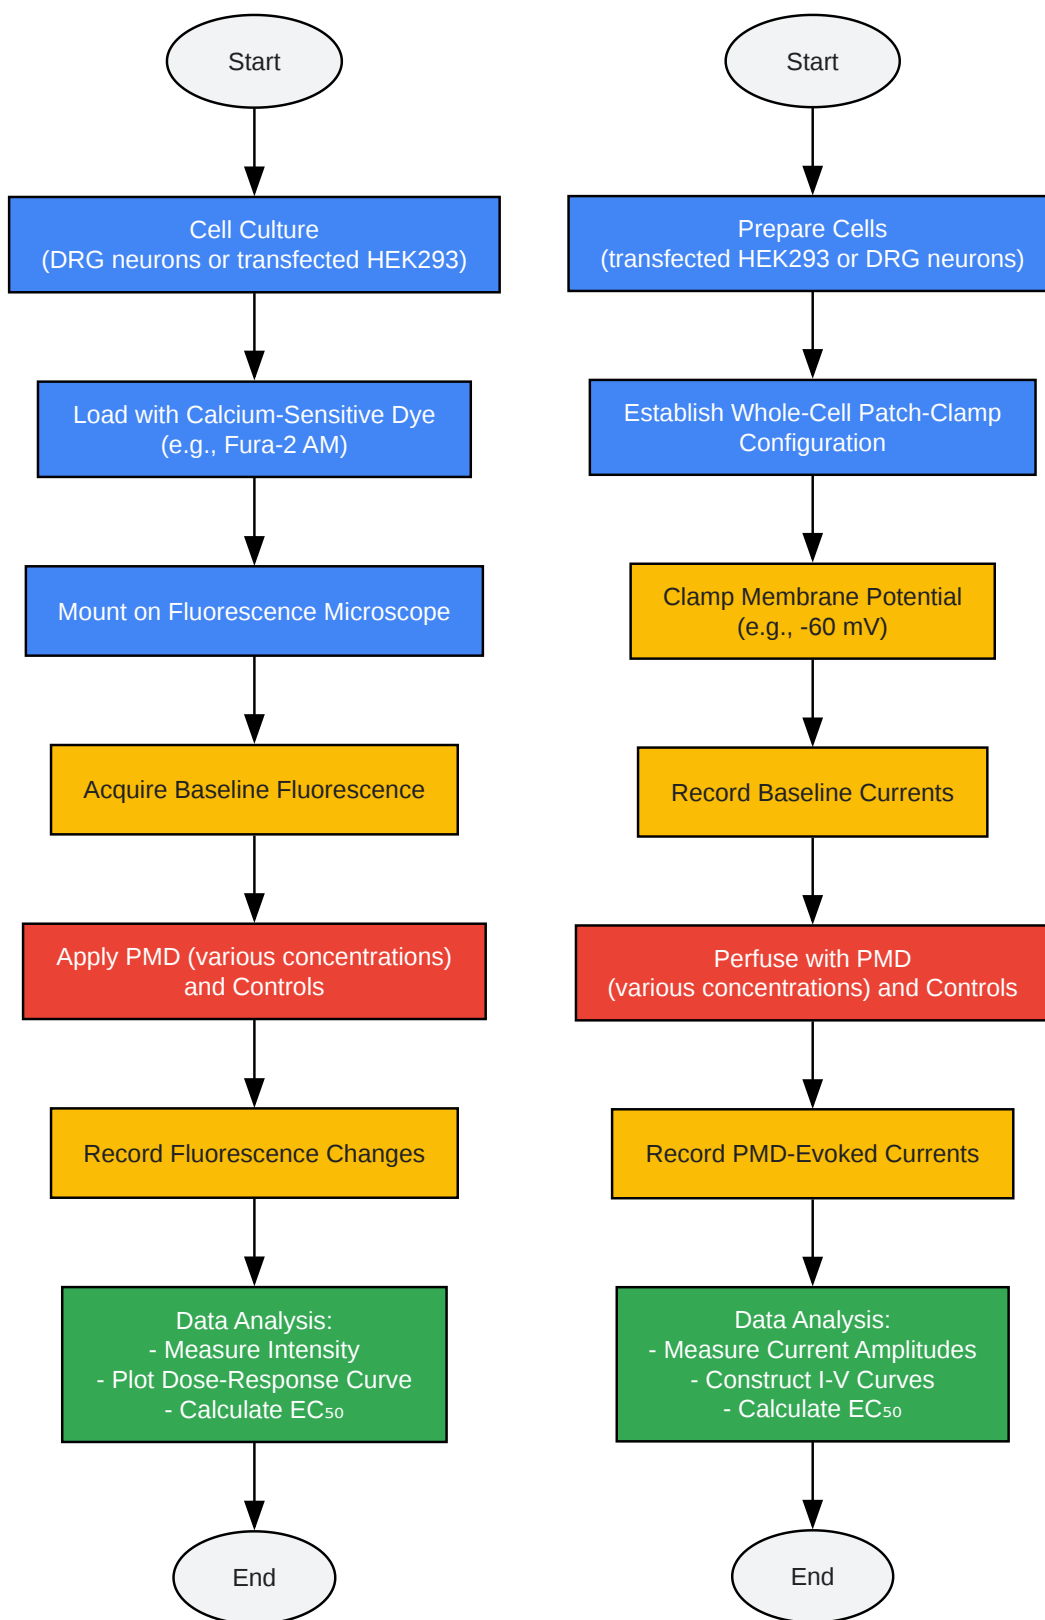 Start
Cell Culture
(DRG neurons or transfected HEK293)
Load with Calcium-Sensitive Dye
(e.g., Fura-2 AM)
Mount on Fluorescence Microscope
Acquire Baseline Fluorescence
Apply PMD (various concentrations)
and Controls
Record Fluorescence Changes
Data Analysis:
- Measure Intensity
- Plot Dose-Response Curve
- Calculate EC₅₀
End
Start
Prepare Cells
(transfected HEK293 or DRG neurons)
Establish Whole-Cell Patch-Clamp
Configuration
Clamp Membrane Potential
(e.g., -60 mV)
Record Baseline Currents
Perfuse with PMD
(various concentrations) and Controls
Record PMD-Evoked Currents
Data Analysis:
- Measure Current Amplitudes
- Construct I-V Curves
- Calculate EC₅₀
End